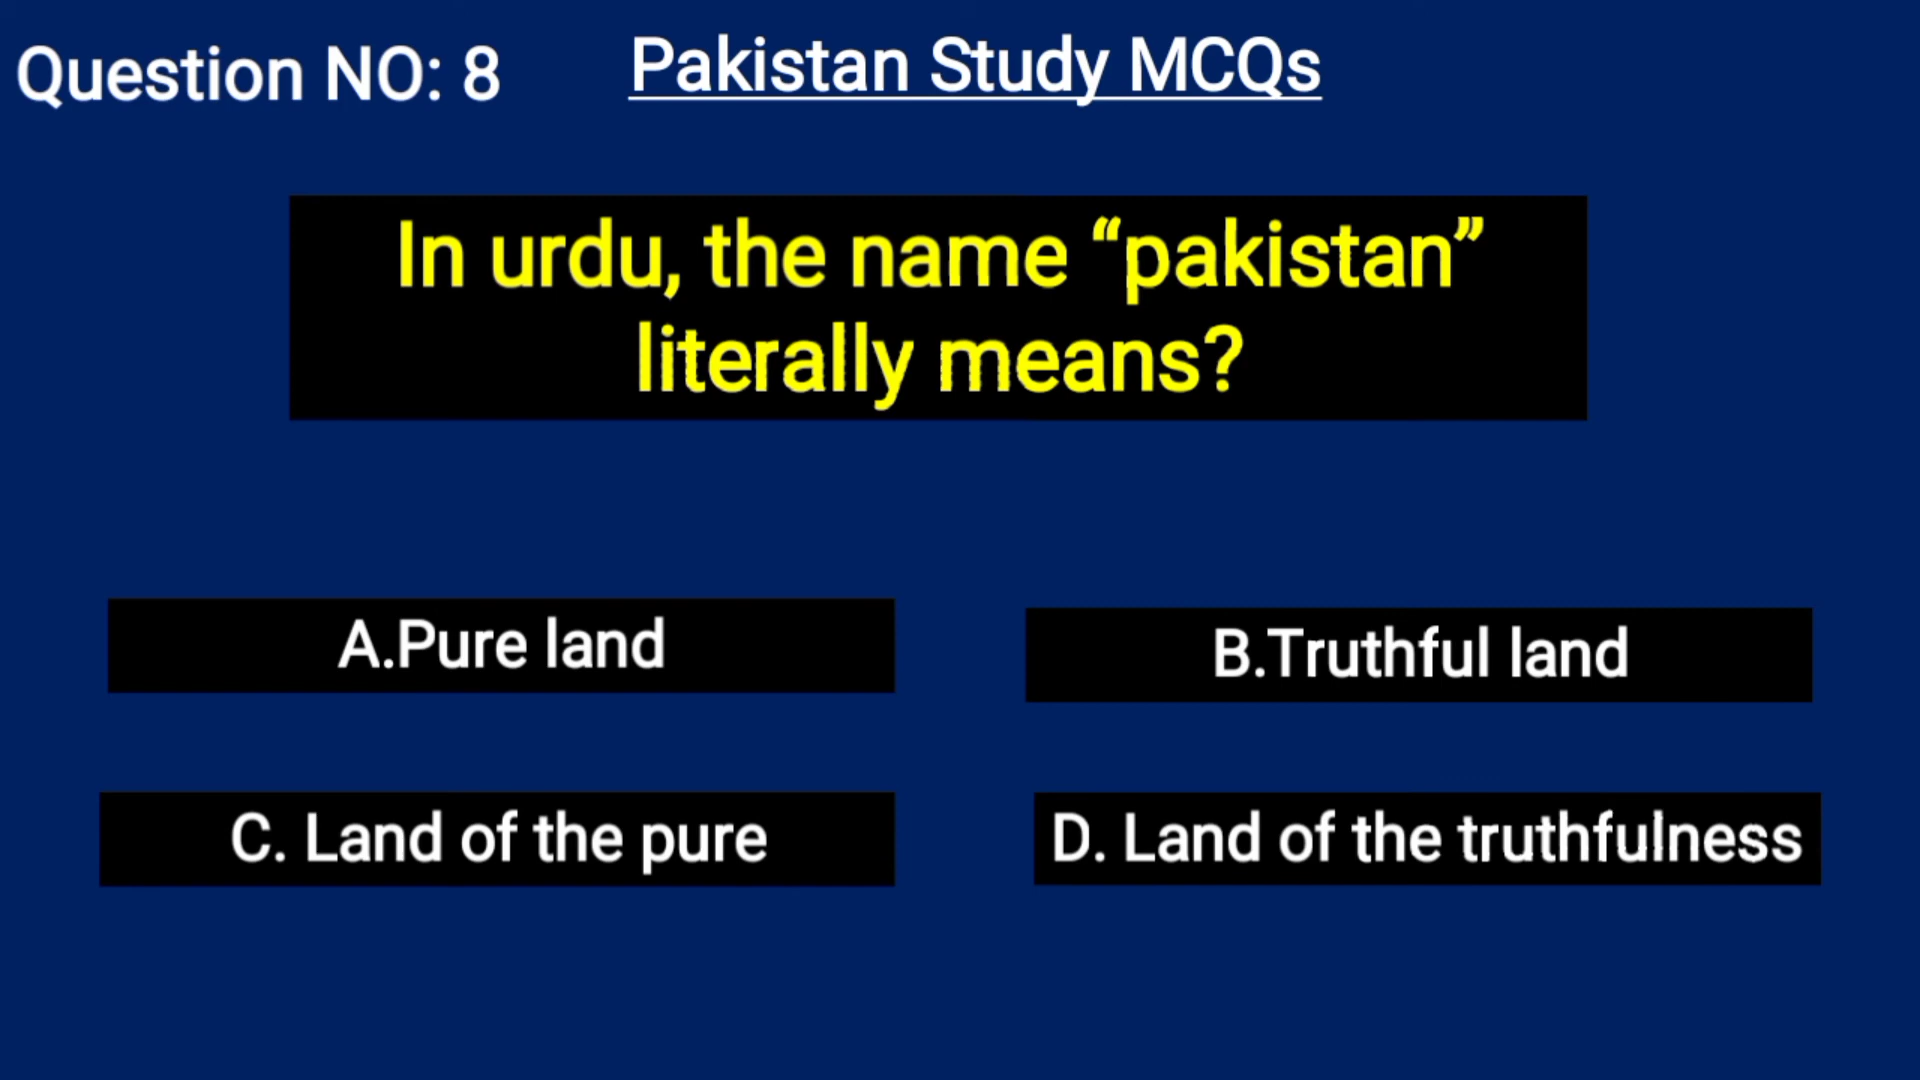 Question NO: 8
Pakistan Study MCQs
In urdu, the name “pakistan”
literally means?
A.Pure land
B.Truthful land
C. Land of the pure
D. Land of the truthfulness